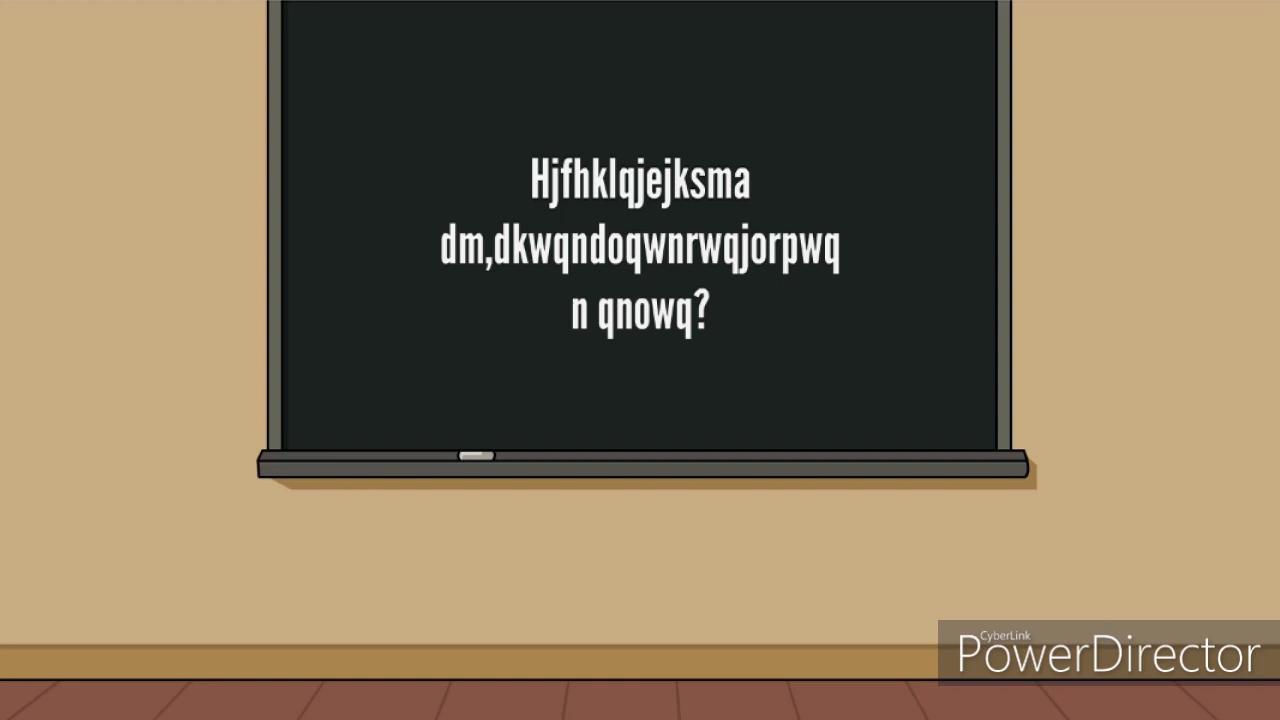 Hjfhklqjejksma
dm,dkwqndoqwnrwqjorpwq
n qnowq?
CyberLink
PowerDirector